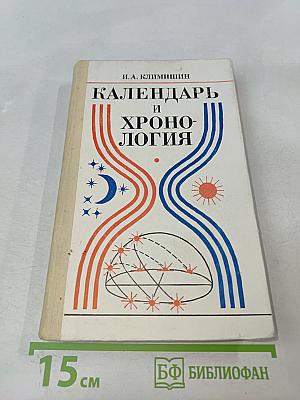 И.А. КЛИМИШИН
КАЛЕНДАРЬ
И
ХРОНО-
ЛОГИЯ
15 см
БФ БИБЛИОФАН